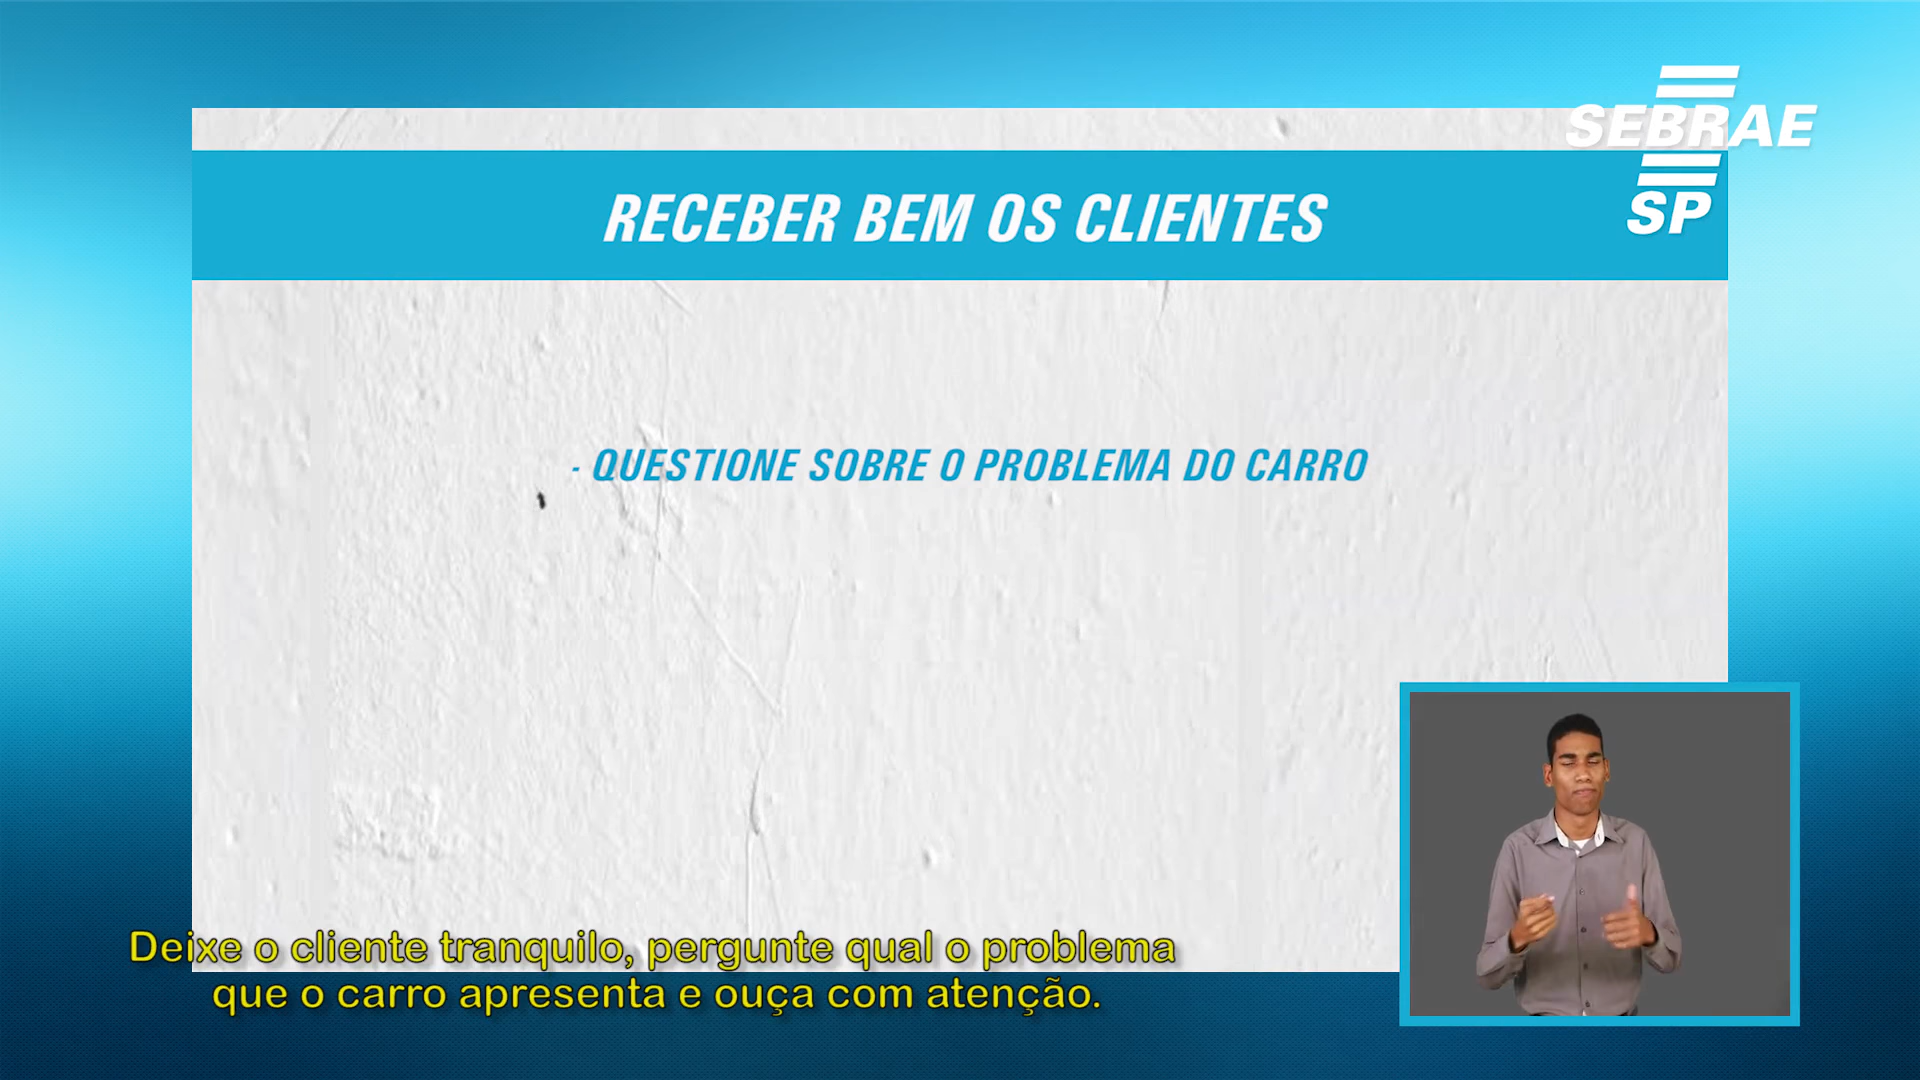 SEBRAE
SP
RECEBER BEM OS CLIENTES
- QUESTIONE SOBRE O PROBLEMA DO CARRO
Deixe o cliente tranquilo, pergunte qual o problema
que o carro apresenta e ouça com atenção.